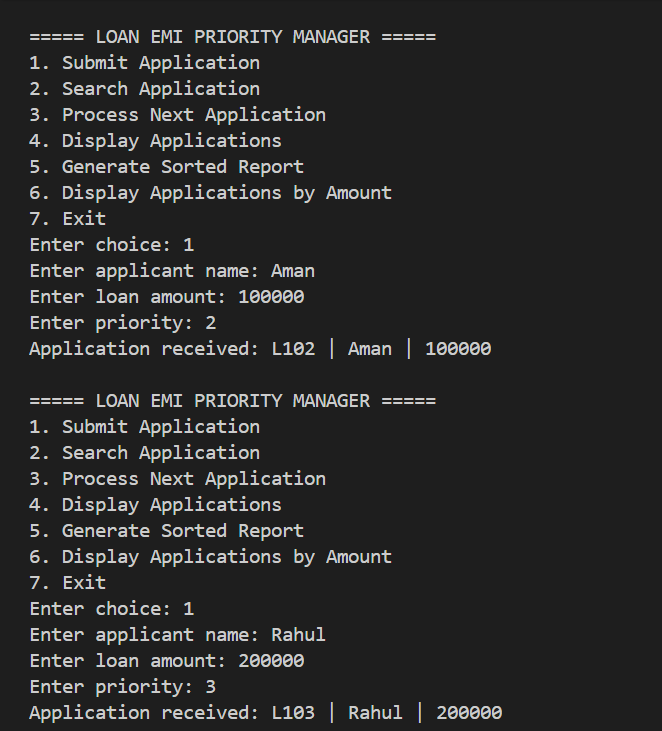 ===== LOAN EMI PRIORITY MANAGER =====
1. Submit Application
2. Search Application
3. Process Next Application
4. Display Applications
5. Generate Sorted Report
6. Display Applications by Amount
7. Exit
Enter choice: 1
Enter applicant name: Aman
Enter loan amount: 100000
Enter priority: 2
Application received: L102 | Aman | 100000

===== LOAN EMI PRIORITY MANAGER =====
1. Submit Application
2. Search Application
3. Process Next Application
4. Display Applications
5. Generate Sorted Report
6. Display Applications by Amount
7. Exit
Enter choice: 1
Enter applicant name: Rahul
Enter loan amount: 200000
Enter priority: 3
Application received: L103 | Rahul | 200000